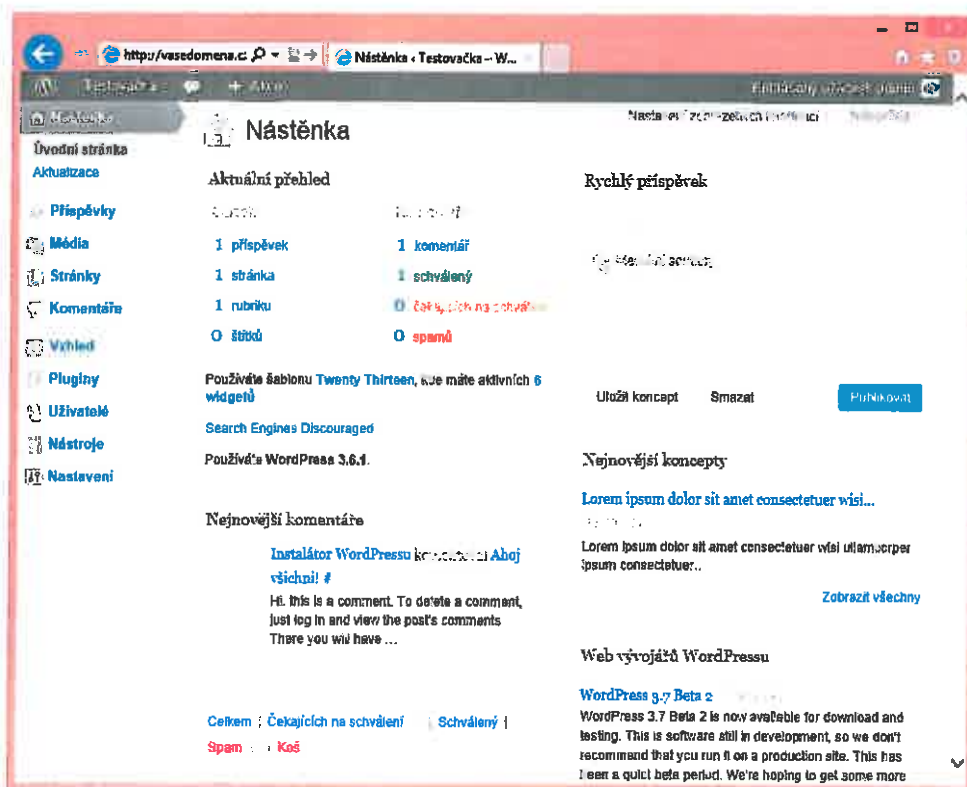 http://vasedomena.c
Nástěnka ‹ Testovačka – W...
Nástěnka
Úvodní stránka
Aktualizace
Příspěvky
Média
Stránky
Komentáře
Vzhled
Pluginy
Uživatelé
Nástroje
Nastavení
Nástěnka
Aktuální přehled
1 příspěvek 1 komentář
1 stránka 1 schválený
1 rubriku 0 čekajících na
0 štítků 0 spamů
Používáte šablonu Twenty Thirteen, kde máte aktivních 6
widgetů
Search Engines Discouraged
Používáte WordPress 3.6.1.
Nejnovější komentáře
Instalátor WordPressu Ahoj
všichni! #
Hi, this is a comment. To delete a comment,
just log in and view the post's comments
There you will have ...
Celkem | Čekajících na schválení Schválený |
Spam Koš
Rychlý příspěvek
Uložit koncept Smazat Publikovat
Nejnovější koncepty
Lorem ipsum dolor sit amet consectetuer wisi...
Lorem ipsum dolor sit amet consectetuer wisi ullamcorper
ipsum consectetuer..
Zobrazit všechny
Web vývojářů WordPressu
WordPress 3.7 Beta 2
WordPress 3.7 Beta 2 is now available for download and
testing. This is software still in development, so we don't
recommend that you run it on a production site. This has
been a quiet beta period. We're hoping to get some more